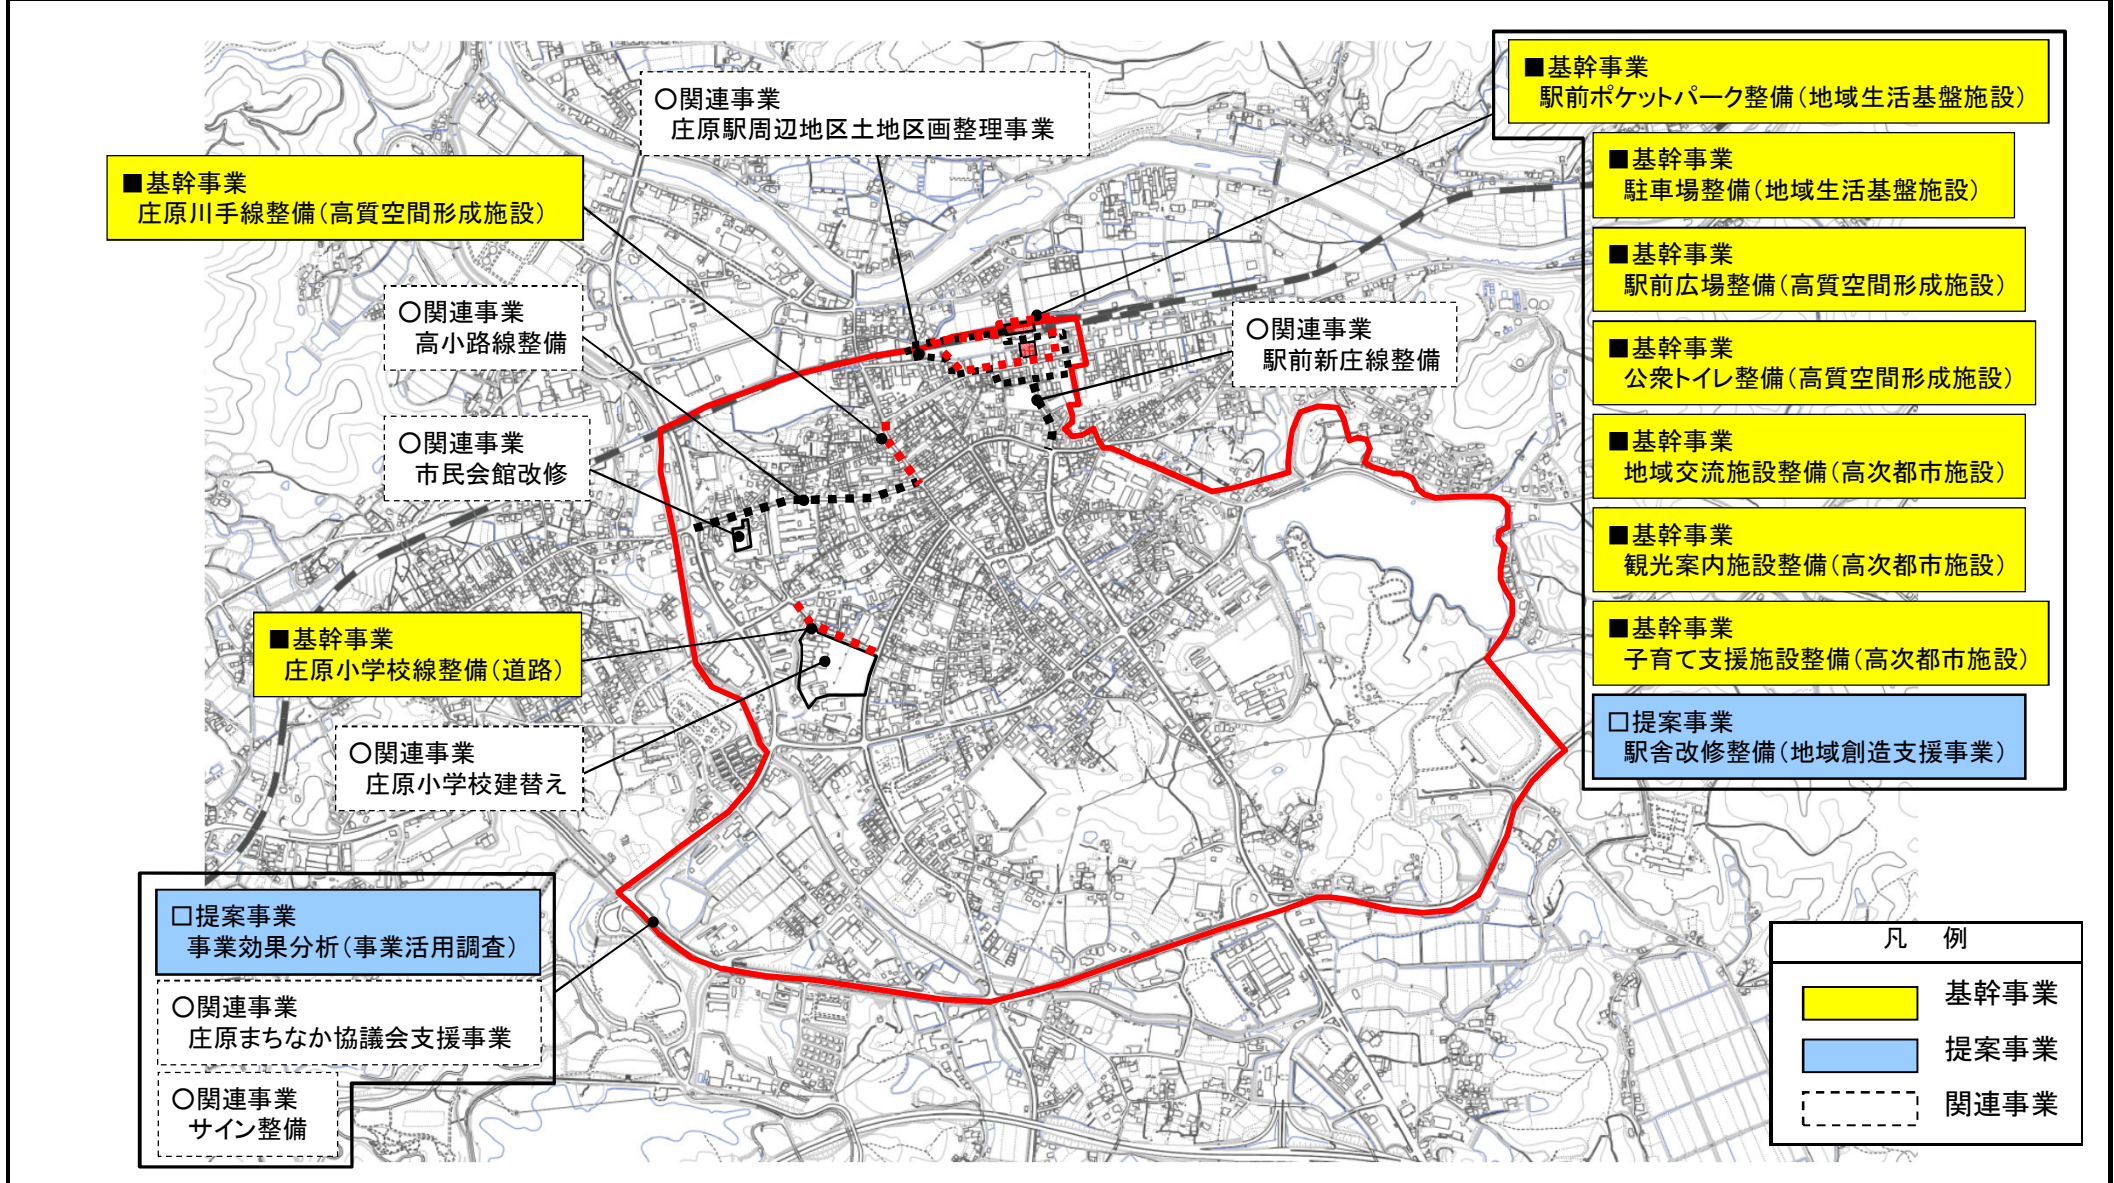 ○関連事業
庄原駅周辺地区土地区画整理事業
■基幹事業
庄原川手線整備(高質空間形成施設)
○関連事業
高小路線整備
○関連事業
市民会館改修
■基幹事業
庄原小学校線整備(道路)
○関連事業
庄原小学校建替え
□提案事業
事業効果分析(事業活用調査)
○関連事業
庄原まちなか協議会支援事業
○関連事業
サイン整備
○関連事業
駅前新庄線整備
■基幹事業
駅前ポケットパーク整備(地域生活基盤施設)
■基幹事業
駐車場整備(地域生活基盤施設)
■基幹事業
駅前広場整備(高質空間形成施設)
■基幹事業
公衆トイレ整備(高質空間形成施設)
■基幹事業
地域交流施設整備(高次都市施設)
■基幹事業
観光案内施設整備(高次都市施設)
■基幹事業
子育て支援施設整備(高次都市施設)
□提案事業
駅舎改修整備(地域創造支援事業)
凡 例
基幹事業
提案事業
関連事業